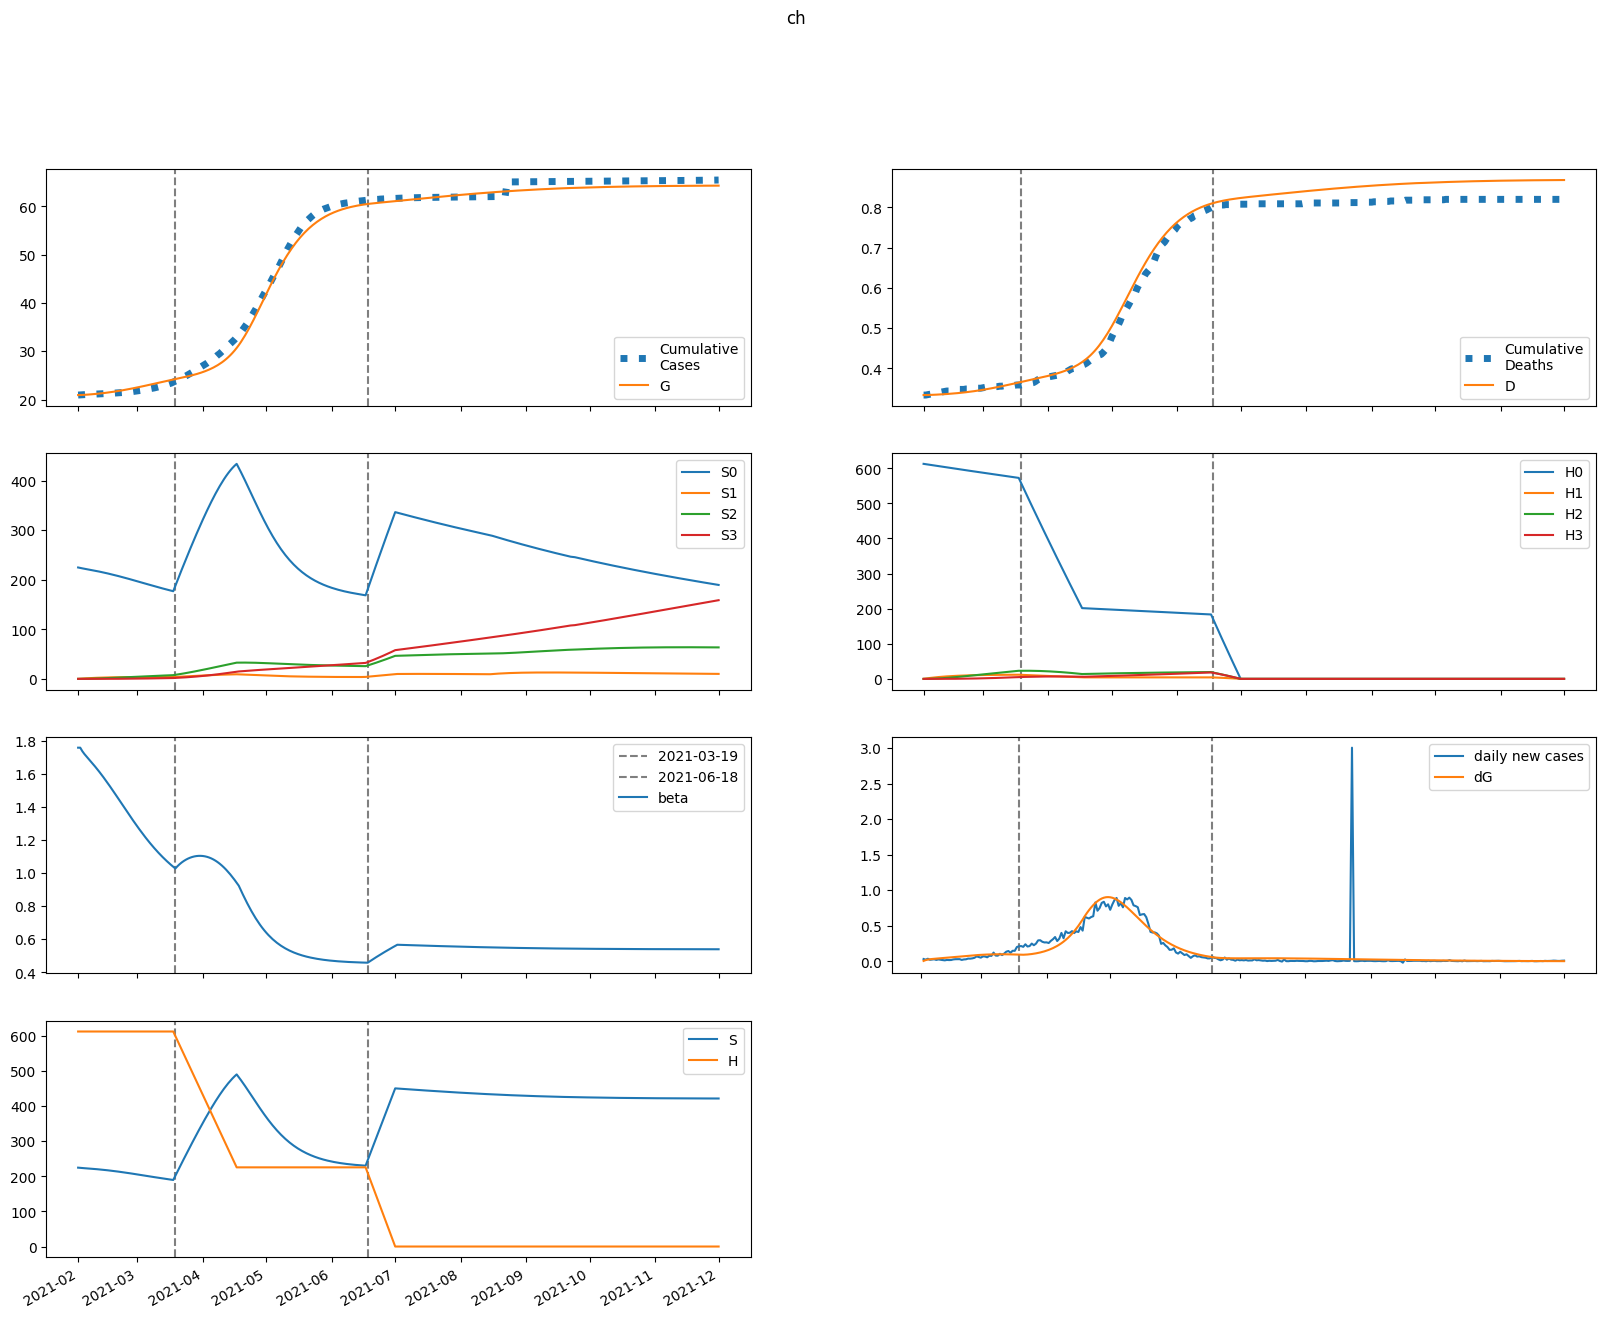 ch
60
50
40
30
20
Cumulative
Cases
G
0.8
0.7
0.6
0.5
0.4
Cumulative
Deaths
D
400
300
200
100
0
S0
S1
S2
S3
600
500
400
300
200
100
0
H0
H1
H2
H3
1.8
1.6
1.4
1.2
1.0
0.8
0.6
0.4
2021-03-19
2021-06-18
beta
3.0
2.5
2.0
1.5
1.0
0.5
0.0
daily new cases
dG
600
500
400
300
200
100
0
S
H
2021-02
2021-03
2021-04
2021-05
2021-06
2021-07
2021-08
2021-09
2021-10
2021-11
2021-12